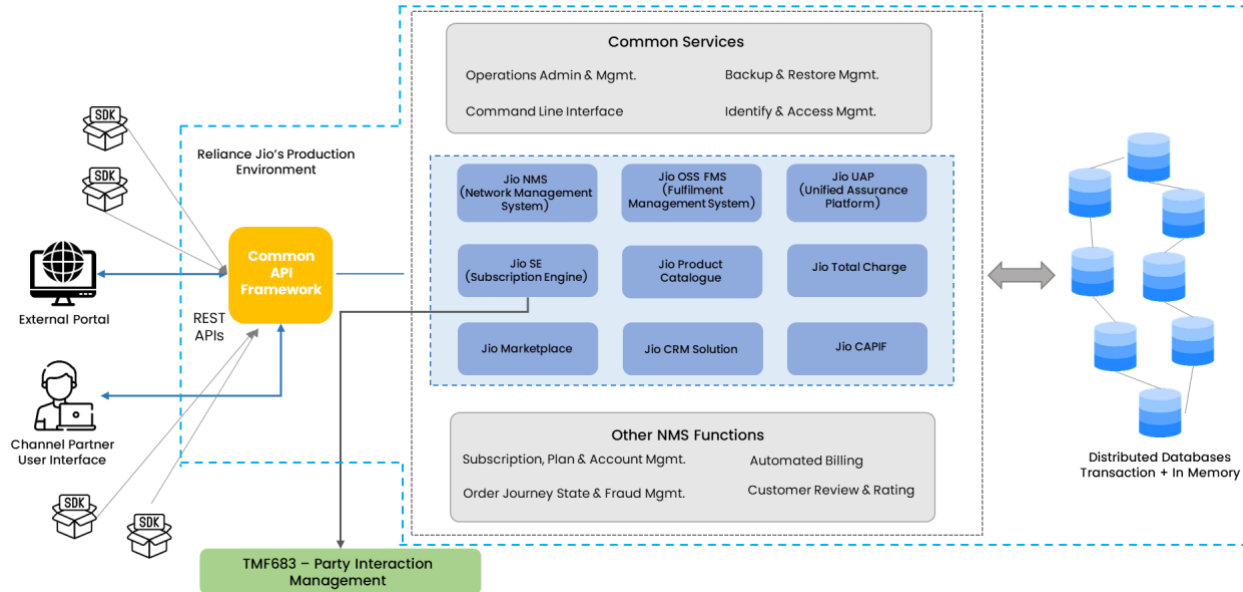 Common Services
Operations Admin & Mgmt.
Backup & Restore Mgmt.
Command Line Interface
Identify & Access Mgmt.
SDK
SDK
Reliance Jio's Production
Environment
Jio NMS
(Network Management
System)
Jio OSS FMS
(Fulfilment
Management System)
Jio UAP
(Unified Assurance
Platform)
Common
API
Framework
Jio SE
(Subscription Engine)
Jio Product
Catalogue
Jio Total Charge
External Portal
REST
APIs
Jio Marketplace
Jio CRM Solution
Jio CAPIF
Channel Partner
User Interface
Other NMS Functions
Subscription, Plan & Account Mgmt.
Automated Billing
Order Journey State & Fraud Mgmt.
Customer Review & Rating
Distributed Databases
Transaction + In Memory
SDK
SDK
TMF683 – Party Interaction
Management